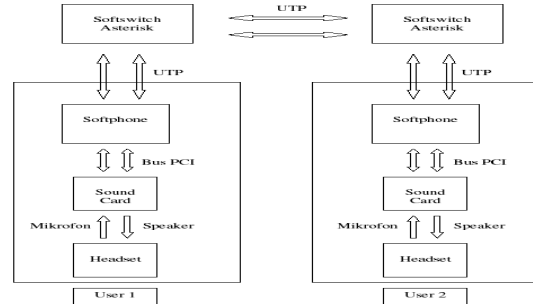 UTP
Softswitch
Asterisk
Softswitch
Asterisk
UTP
UTP
Softphone
Softphone
Bus PCI
Bus PCI
Sound
Card
Sound
Card
Mikrofon
Speaker
Mikrofon
Speaker
Headset
Headset
User 1
User 2